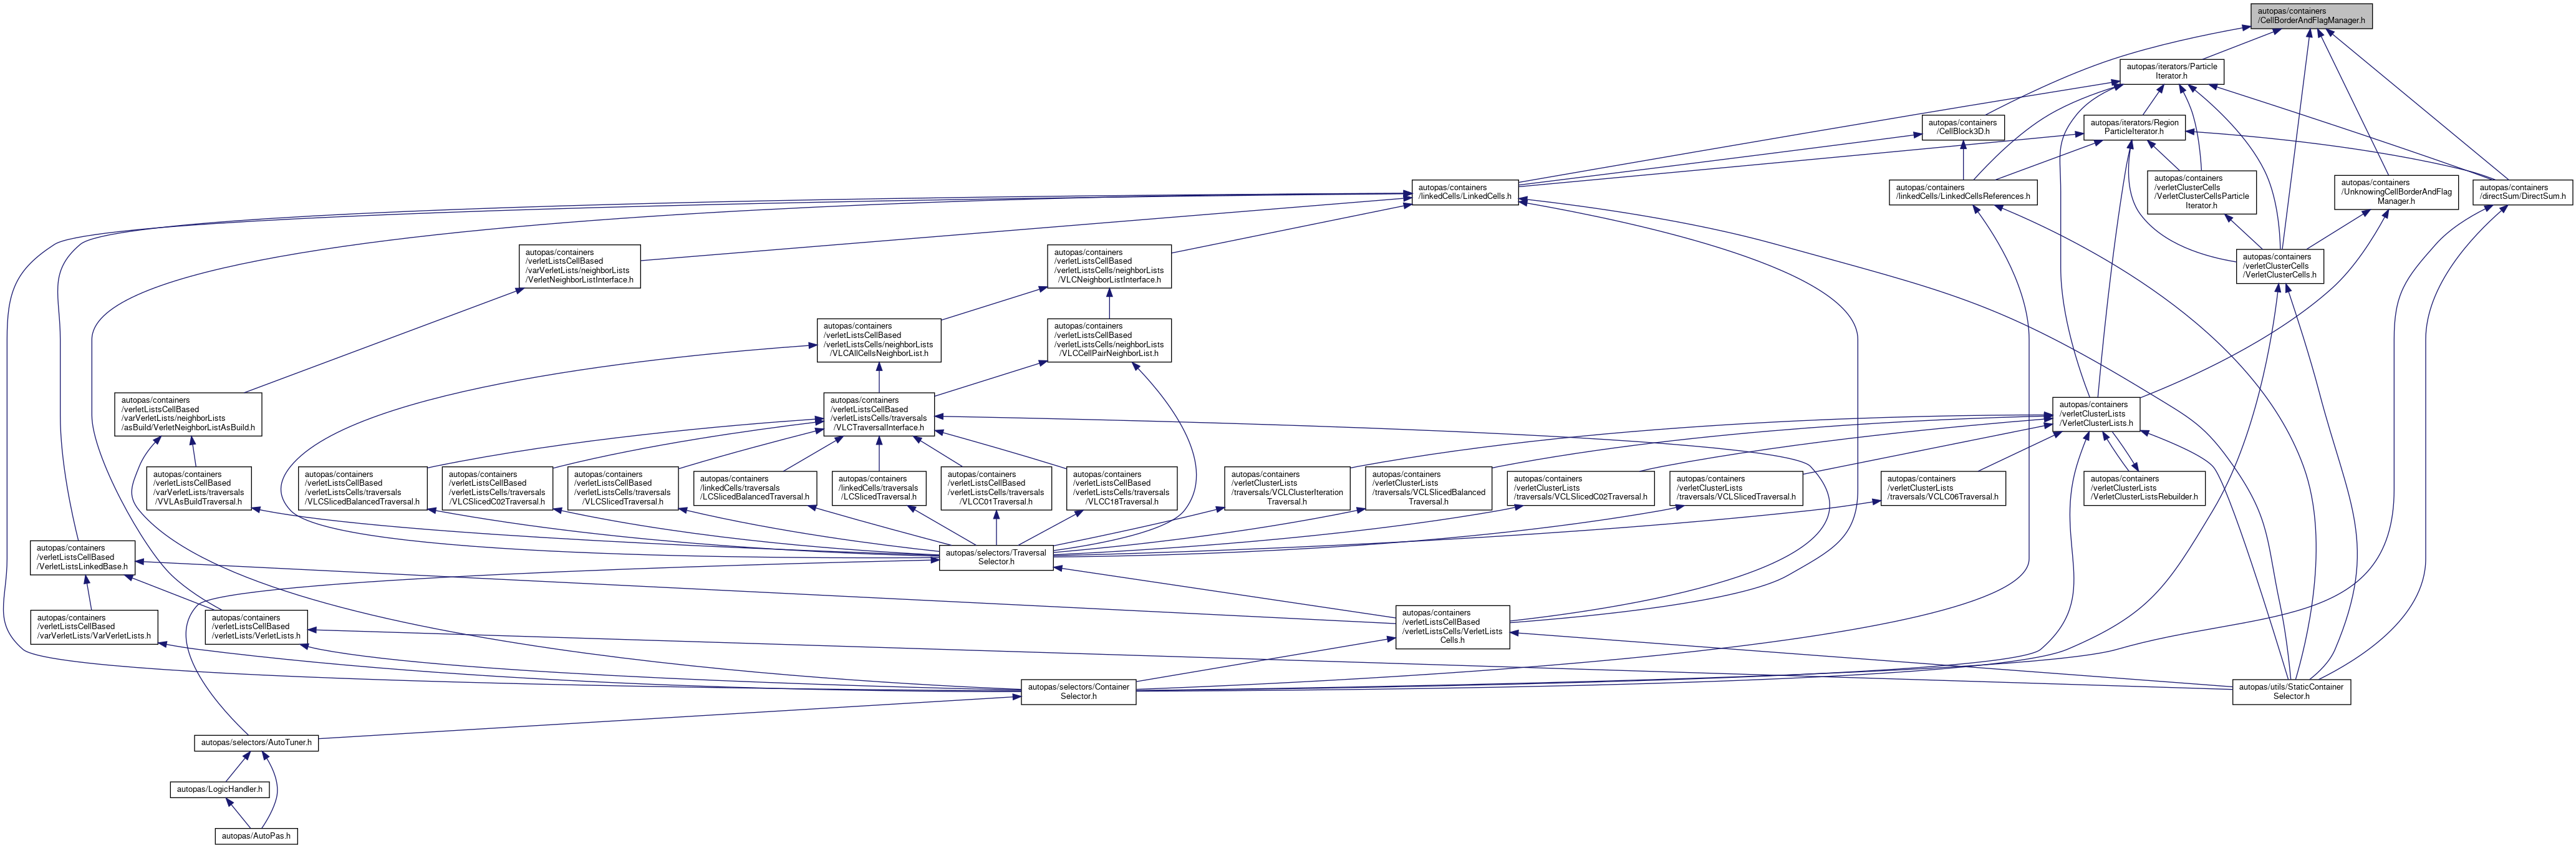 autopas/containers
/CellBorderAndFlagManager.h
autopas/iterators/Particle
Iterator.h
autopas/containers
/CellBlock3D.h
autopas/iterators/Region
ParticleIterator.h
autopas/containers
/linkedCells/LinkedCells.h
autopas/containers
/linkedCells/LinkedCellsReferences.h
autopas/containers
/verletClusterCells
/VerletClusterCellsParticle
Iterator.h
autopas/containers
/UnknowingCellBorderAndFlag
Manager.h
autopas/containers
/directSum/DirectSum.h
autopas/containers
/verletListsCellBased
/varVerletLists/neighborLists
/VerletNeighborListInterface.h
autopas/containers
/verletListsCellBased
/verletListsCells/neighborLists
/VLCNeighborListInterface.h
autopas/containers
/verletClusterCells
/VerletClusterCells.h
autopas/containers
/verletListsCellBased
/verletListsCells/neighborLists
/VLCAllCellsNeighborList.h
autopas/containers
/verletListsCellBased
/verletListsCells/neighborLists
/VLCCellPairNeighborList.h
autopas/containers
/verletListsCellBased
/varVerletLists/neighborLists
/asBuild/VerletNeighborListAsBuild.h
autopas/containers
/verletListsCellBased
/verletListsCells/traversals
/VLCTraversalInterface.h
autopas/containers
/verletClusterLists
/VerletClusterLists.h
autopas/containers
/verletListsCellBased
/varVerletLists/traversals
/VVLAsBuildTraversal.h
autopas/containers
/verletListsCellBased
/verletListsCells/traversals
/VLCSlicedBalancedTraversal.h
autopas/containers
/verletListsCellBased
/verletListsCells/traversals
/VLCSlicedC02Traversal.h
autopas/containers
/verletListsCellBased
/verletListsCells/traversals
/VLCSlicedTraversal.h
autopas/containers
/linkedCells/traversals
/LCSlicedBalancedTraversal.h
autopas/containers
/linkedCells/traversals
/LCSlicedTraversal.h
autopas/containers
/verletListsCellBased
/verletListsCells/traversals
/VLCC01Traversal.h
autopas/containers
/verletListsCellBased
/verletListsCells/traversals
/VLCC18Traversal.h
autopas/containers
/verletClusterLists
/traversals/VCLClusterIteration
Traversal.h
autopas/containers
/verletClusterLists
/traversals/VCLSlicedBalanced
Traversal.h
autopas/containers
/verletClusterLists
/traversals/VCLSlicedC02Traversal.h
autopas/containers
/verletClusterLists
/traversals/VCLSlicedTraversal.h
autopas/containers
/verletClusterLists
/traversals/VCLC06Traversal.h
autopas/containers
/verletClusterLists
/VerletClusterListsRebuilder.h
autopas/containers
/verletListsCellBased
/VerletListsLinkedBase.h
autopas/selectors/Traversal
Selector.h
autopas/containers
/verletListsCellBased
/varVerletLists/VarVerletLists.h
autopas/containers
/verletListsCellBased
/verletLists/VerletLists.h
autopas/containers
/verletListsCellBased
/verletListsCells/VerletLists
Cells.h
autopas/selectors/Container
Selector.h
autopas/utils/StaticContainer
Selector.h
autopas/selectors/AutoTuner.h
autopas/LogicHandler.h
autopas/AutoPas.h